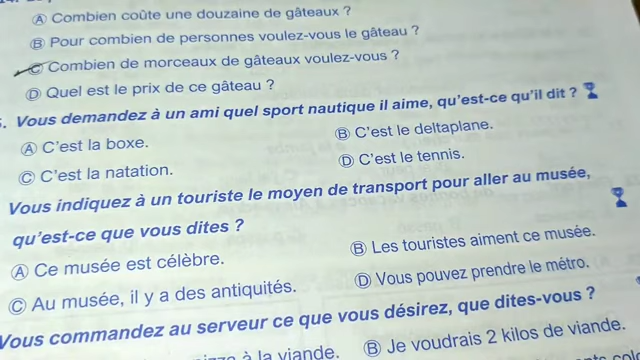 Ⓐ Combien coûte une douzaine de gâteaux ?
Ⓑ Pour combien de personnes voulez-vous le gâteau ?
Ⓒ Combien de morceaux de gâteaux voulez-vous ?
Ⓓ Quel est le prix de ce gâteau ?
. Vous demandez à un ami quel sport nautique il aime, qu'est-ce qu'il dit ?
Ⓐ C'est la boxe. Ⓑ C'est le deltaplane.
Ⓒ C'est la natation. Ⓓ C'est le tennis.
Vous indiquez à un touriste le moyen de transport pour aller au musée,
qu'est-ce que vous dites ?
Ⓐ Ce musée est célèbre. Ⓑ Les touristes aiment ce musée.
Ⓒ Au musée, il y a des antiquités. Ⓓ Vous pouvez prendre le métro.
Vous commandez au serveur ce que vous désirez, que dites-vous ?
à la viande. Ⓑ Je voudrais 2 kilos de viande.